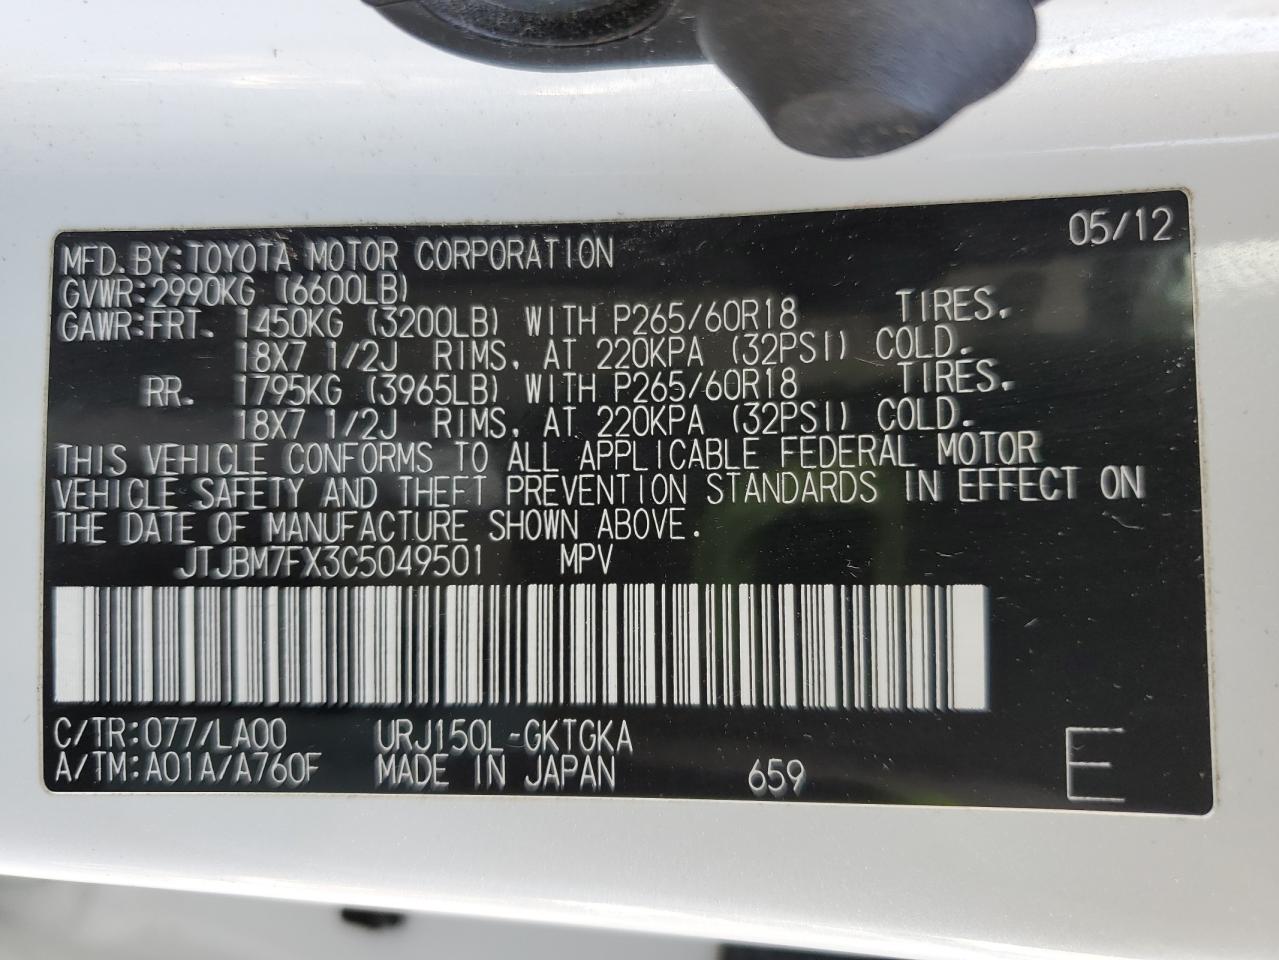 05/12
MFD. BY:TOYOTA MOTOR CORPORATION
GVWR:2990KG (6600LB)
GAWR:FRT. 1450KG (3200LB) WITH P265/60R18 TIRES.
18X7 1/2J RIMS, AT 220KPA (32PSI) COLD.
RR. 1795KG (3965LB) WITH P265/60R18 TIRES.
18X7 1/2J RIMS, AT 220KPA (32PSI) COLD.
THIS VEHICLE CONFORMS TO ALL APPLICABLE FEDERAL MOTOR
VEHICLE SAFETY AND THEFT PREVENTION STANDARDS IN EFFECT ON
THE DATE OF MANUFACTURE SHOWN ABOVE.
JTJBM7FX3C5049501 MPV
C/TR:077/LA00 URJ150L-GKTGKA
A/TM:A01A/A760F MADE IN JAPAN 659 E